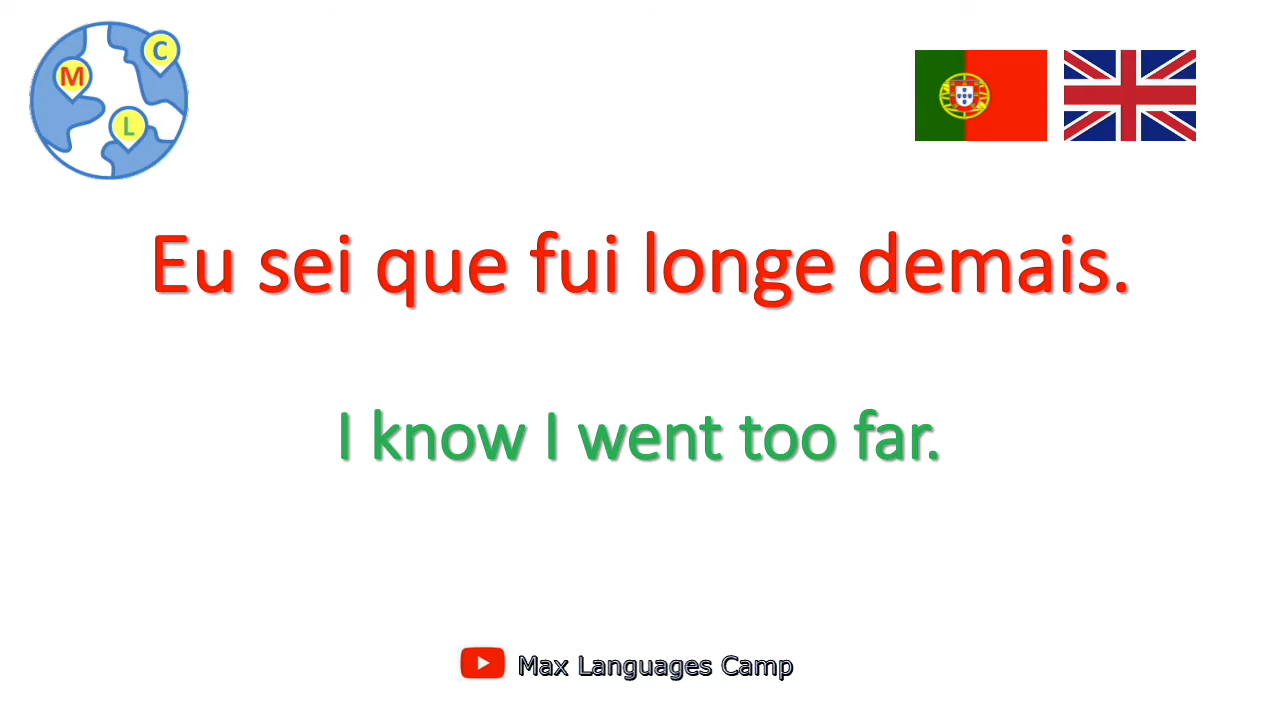 M
C
L
Eu sei que fui longe demais.
I know I went too far.
Max Languages Camp